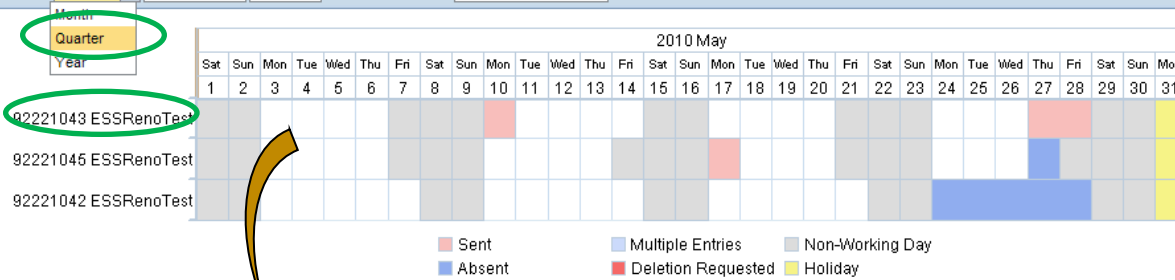 Month
Quarter
Year
2010 May
Sat Sun Mon Tue Wed Thu Fri Sat Sun Mon Tue Wed Thu Fri Sat Sun Mon Tue Wed Thu Fri Sat Sun Mon Tue Wed Thu Fri Sat Sun Mo
1 2 3 4 5 6 7 8 9 10 11 12 13 14 15 16 17 18 19 20 21 22 23 24 25 26 27 28 29 30 31
92221043 ESSRenoTest
92221045 ESSRenoTest
92221042 ESSRenoTest
Sent Multiple Entries Non-Working Day
Absent Deletion Requested Holiday